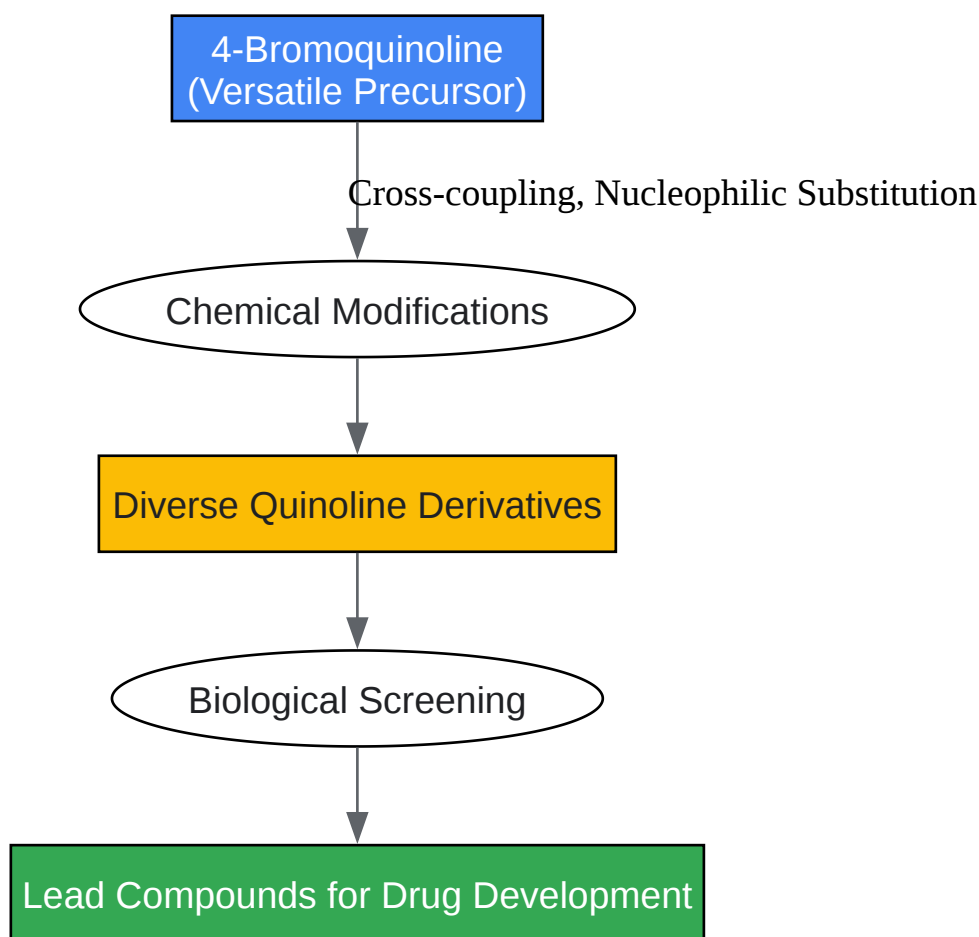 4-Bromoquinoline
(Versatile Precursor)
Cross-coupling, Nucleophilic Substitution
Chemical Modifications
Diverse Quinoline Derivatives
Biological Screening
Lead Compounds for Drug Development